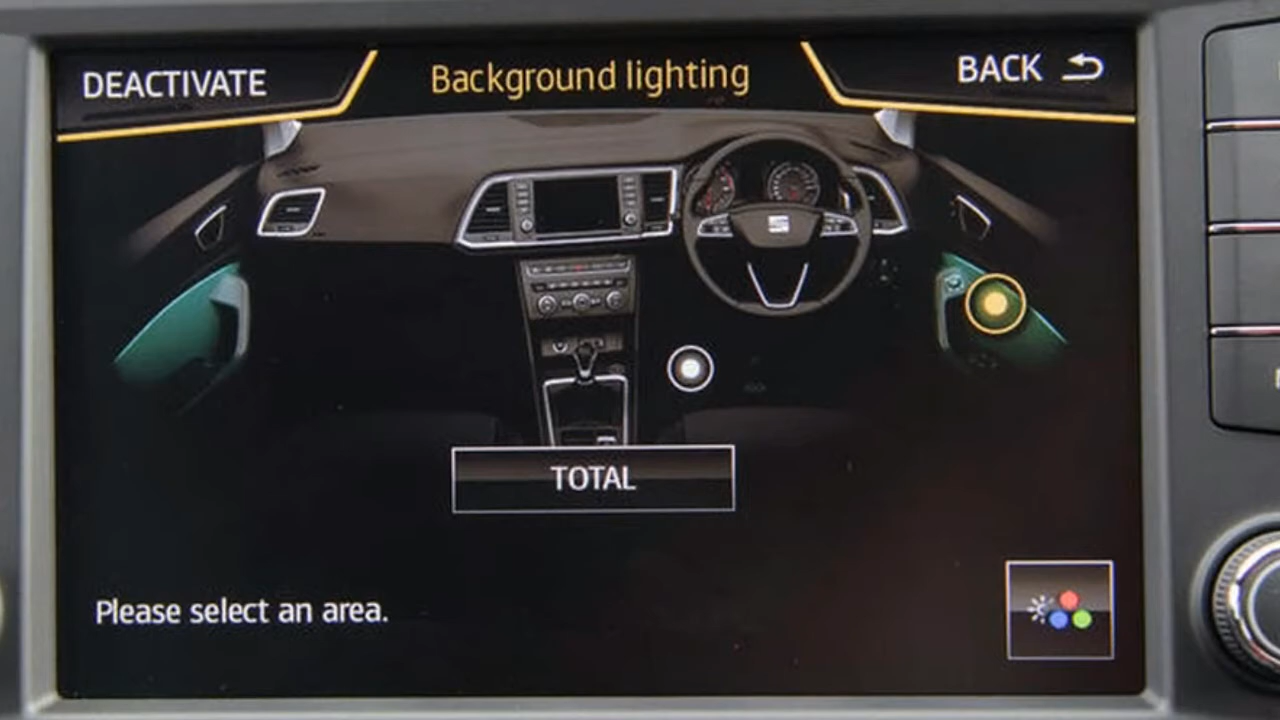 DEACTIVATE
Background lighting
BACK
TOTAL
Please select an area.